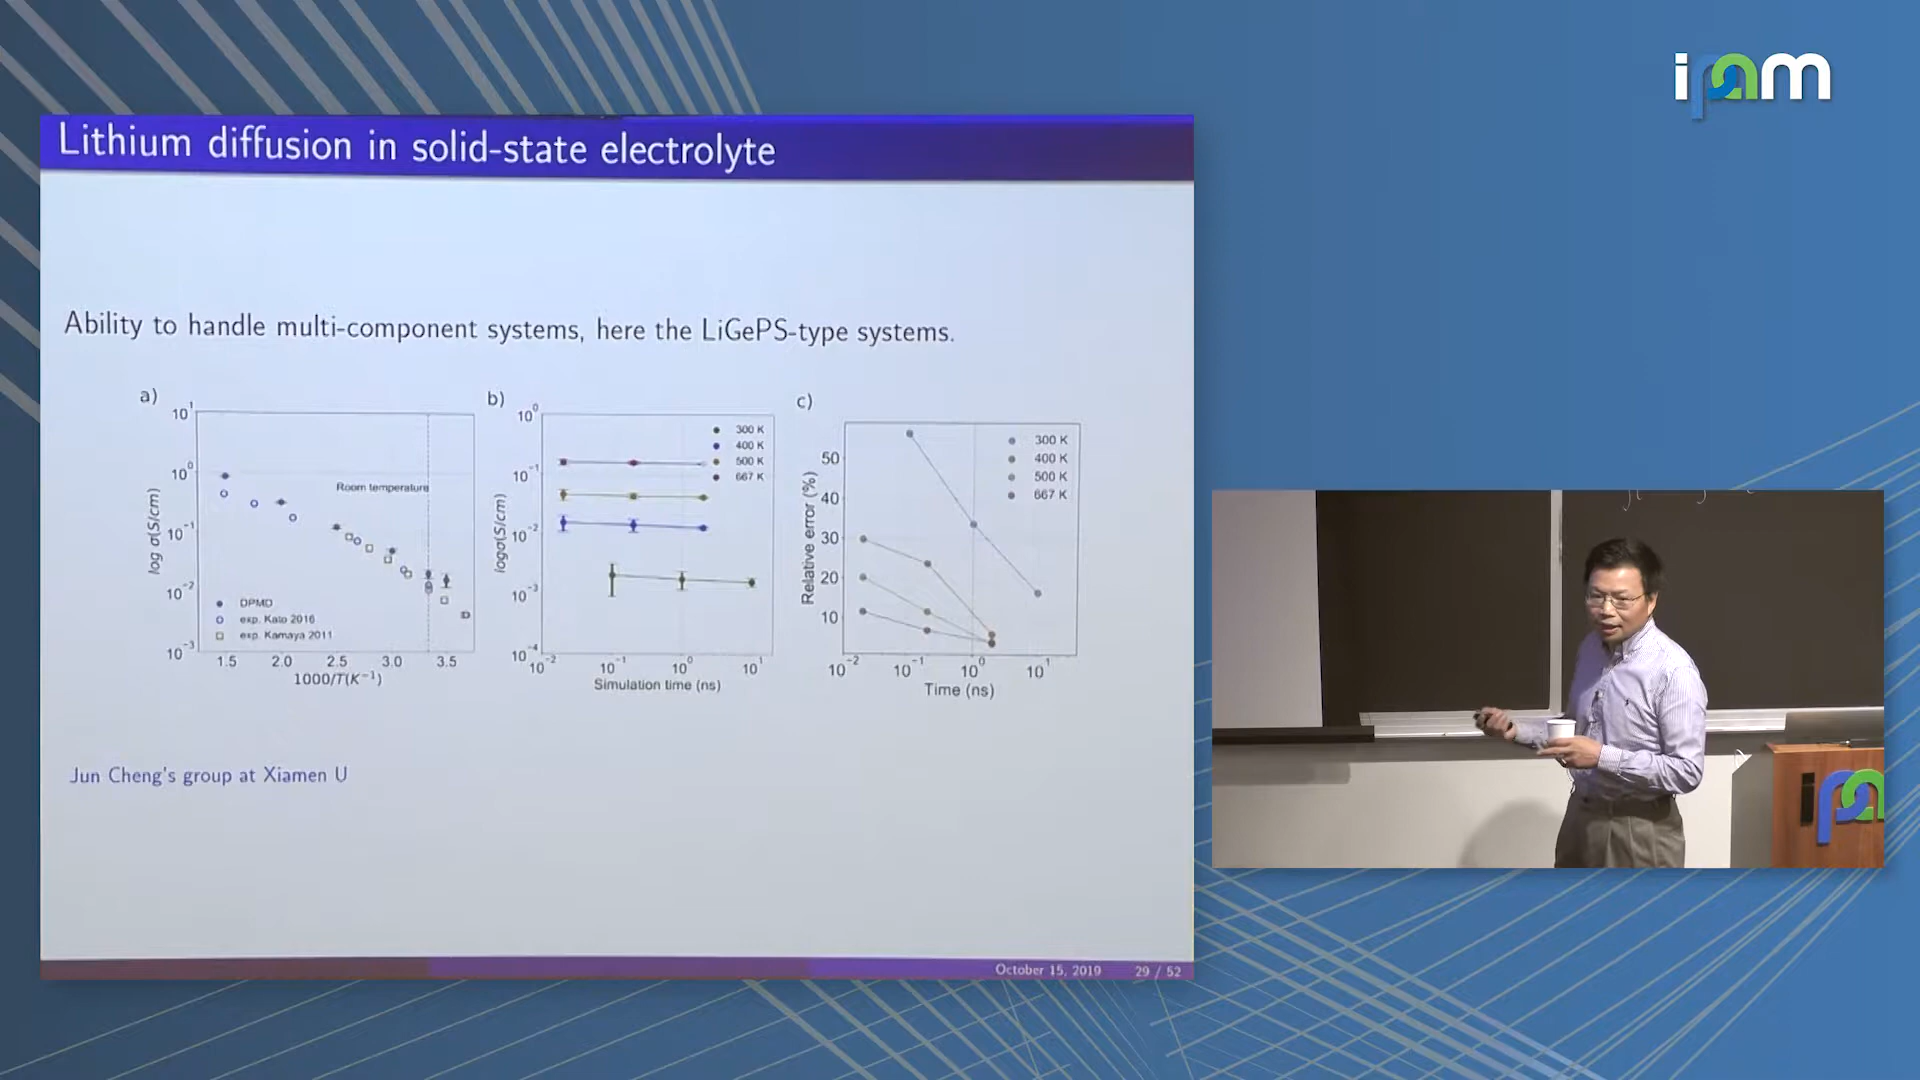 ipam
Lithium diffusion in solid-state electrolyte
Ability to handle multi-component systems, here the LiGePS-type systems.
a)
10^1
10^0
10^-1
10^-2
10^-3
log σ(S/cm)
Room temperature
DPMD
exp. Kato 2016
exp. Kamaya 2011
1.5 2.0 2.5 3.0 3.5
1000/T(K^-1)
b)
10^0
10^-1
10^-2
10^-3
10^-4
logσ(S/cm)
300 K
400 K
500 K
667 K
10^-2 10^-1 10^0 10^1
Simulation time (ns)
c)
50
40
30
20
10
Relative error (%)
300 K
400 K
500 K
667 K
10^-2 10^-1 10^0 10^1
Time (ns)
Jun Cheng's group at Xiamen U
October 15, 2019 29 / 52